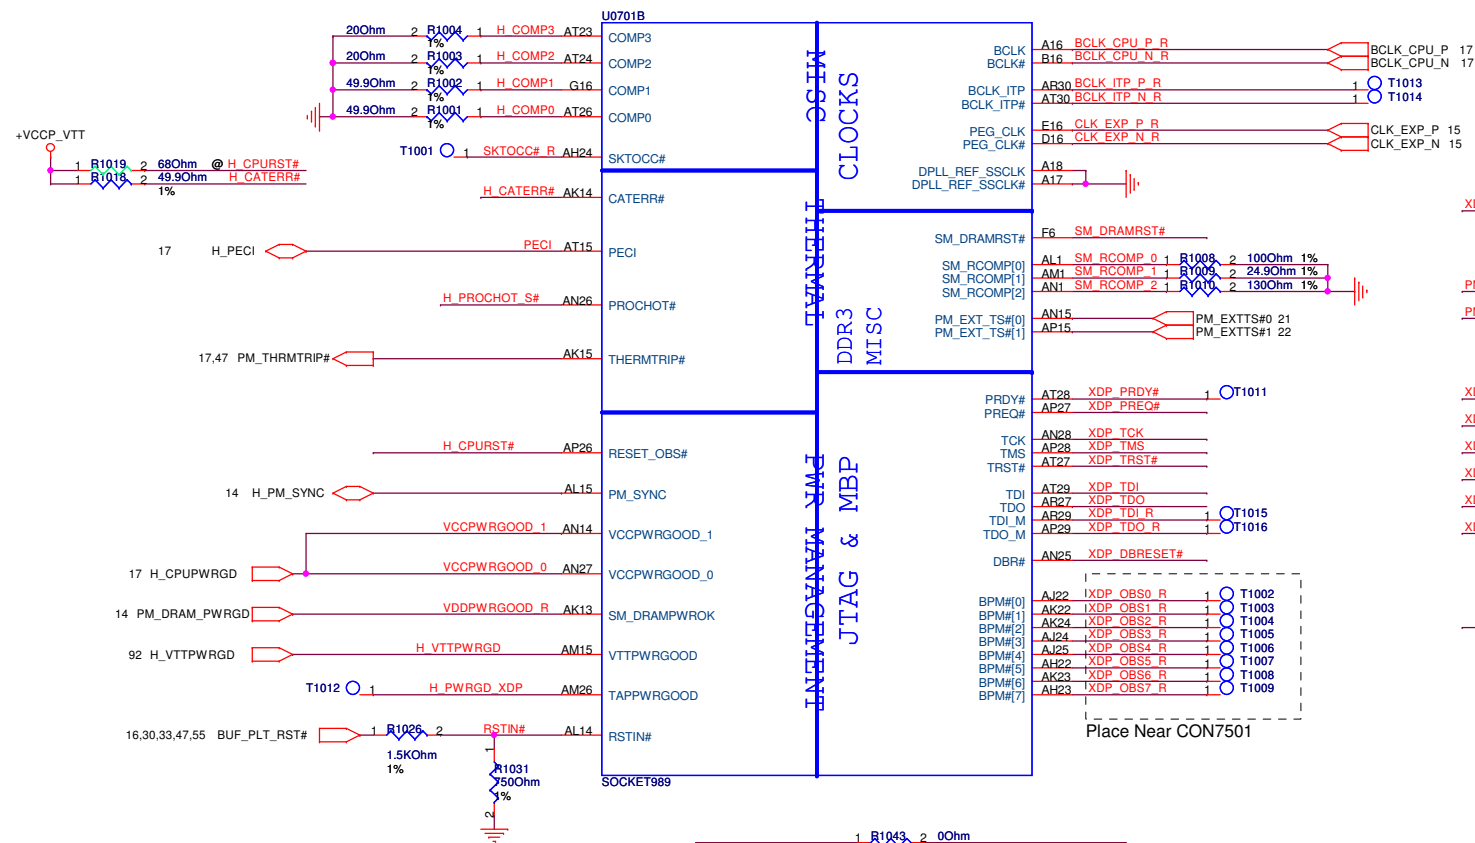 U0701B
20Ohm 2 R1004 1 H_COMP3 AT23 COMP3
1%
20Ohm 2 R1003 1 H_COMP2 AT24 COMP2
1%
49.9Ohm 2 R1002 1 H_COMP1 G16 COMP1
1%
49.9Ohm 2 R1001 1 H_COMP0 AT26 COMP0
1%
T1001 1 SKTOCC#_R AH24 SKTOCC#
+VCCP_VTT
1 R1019 2 68Ohm @ H_CPURST#
1 R1018 2 49.9Ohm H_CATERR#
1%
H_CATERR# AK14 CATERR#
17 H_PECI PECI AT15 PECI
H_PROCHOT_S# AN26 PROCHOT#
17,47 PM_THRMTRIP# AK15 THERMTRIP#
H_CPURST# AP26 RESET_OBS#
14 H_PM_SYNC AL15 PM_SYNC
VCCPWRGOOD_1 AN14 VCCPWRGOOD_1
17 H_CPUPWRGD VCCPWRGOOD_0 AN27 VCCPWRGOOD_0
14 PM_DRAM_PWRGD VDDPWRGOOD_R AK13 SM_DRAMPWROK
92 H_VTTPWRGD H_VTTPWRGD AM15 VTTPWRGOOD
T1012 1 H_PWRGD_XDP AM26 TAPPWRGOOD
16,30,33,47,55 BUF_PLT_RST# 1 R1026 2 RSTIN# AL14 RSTIN#
1.5KOhm
1%
1
R1031
750Ohm
1%
2
SOCKET989
MISC
THERMAL
PWR MANAGEMENT
CLOCKS
DDR3
MISC
JTAG & MBP
BCLK A16 BCLK_CPU_P_R BCLK_CPU_P 17
BCLK# B16 BCLK_CPU_N_R BCLK_CPU_N 17
BCLK_ITP AR30 BCLK_ITP_P_R 1 T1013
BCLK_ITP# AT30 BCLK_ITP_N_R 1 T1014
PEG_CLK E16 CLK_EXP_P_R CLK_EXP_P 15
PEG_CLK# D16 CLK_EXP_N_R CLK_EXP_N 15
DPLL_REF_SSCLK A18
DPLL_REF_SSCLK# A17
SM_DRAMRST# F6 SM_DRAMRST#
SM_RCOMP[0] AL1 SM_RCOMP_0 1 R1008 2 100Ohm 1%
SM_RCOMP[1] AM1 SM_RCOMP_1 1 R1009 2 24.9Ohm 1%
SM_RCOMP[2] AN1 SM_RCOMP_2 1 R1010 2 130Ohm 1%
PM_EXT_TS#[0] AN15 PM_EXTTS#0 21
PM_EXT_TS#[1] AP15 PM_EXTTS#1 22
PRDY# AT28 XDP_PRDY# 1 T1011
PREQ# AP27 XDP_PREQ#
TCK AN28 XDP_TCK
TMS AP28 XDP_TMS
TRST# AT27 XDP_TRST#
TDI AT29 XDP_TDI
TDO AR27 XDP_TDO
TDI_M AR29 XDP_TDI_R 1 T1015
TDO_M AP29 XDP_TDO_R 1 T1016
DBR# AN25 XDP_DBRESET#
BPM#[0] AJ22 XDP_OBS0_R 1 T1002
BPM#[1] AK22 XDP_OBS1_R 1 T1003
BPM#[2] AK24 XDP_OBS2_R 1 T1004
BPM#[3] AJ24 XDP_OBS3_R 1 T1005
BPM#[4] AJ25 XDP_OBS4_R 1 T1006
BPM#[5] AH22 XDP_OBS5_R 1 T1007
BPM#[6] AK23 XDP_OBS6_R 1 T1008
BPM#[7] AH23 XDP_OBS7_R 1 T1009
Place Near CON7501
1 R1043 2 0Ohm